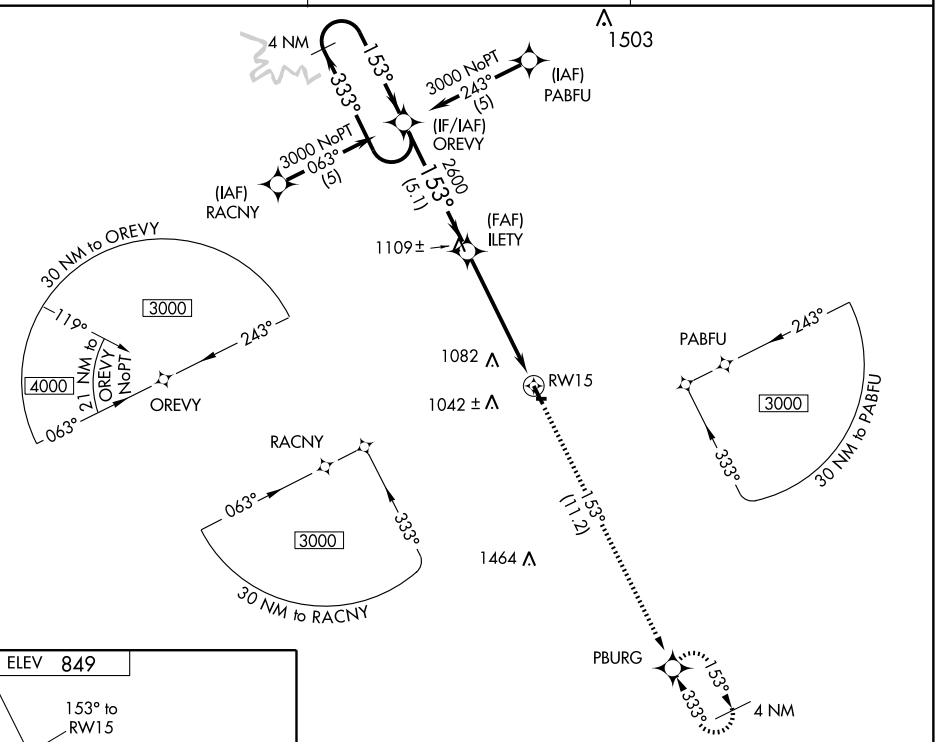 1503
4 NM
153°
333°
3000 NoPT
243°
(5)
(IAF)
PABFU
(IF/IAF)
OREVY
3000 NoPT
063°
(5)
(IAF)
RACNY
2600
153°
(5.1)
(FAF)
ILETY
1109 ±
30 NM to OREVY
3000
119°
243°
4000
21 NM to
OREVY
NoPT
063°
OREVY
1082
RW15
1042 ±
PABFU
243°
3000
333°
30 NM to PABFU
RACNY
063°
333°
3000
30 NM to RACNY
153°
(11.2)
1464
PBURG
153°
333°
4 NM
ELEV 849
153° to
RW15